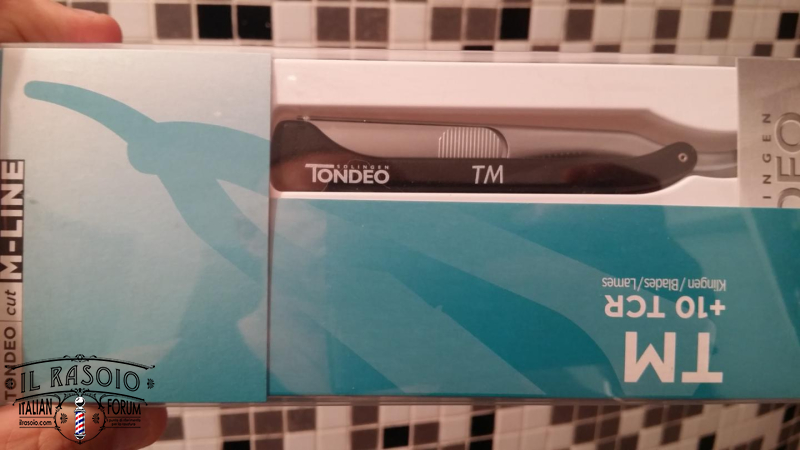 TONDEO cut M-LINE
SOLINGEN
TONDEO
TM
TM
+10 TCR
Klingen/Blades/Lames
IL RASOIO
ITALIAN FORUM
ilrasoio.com